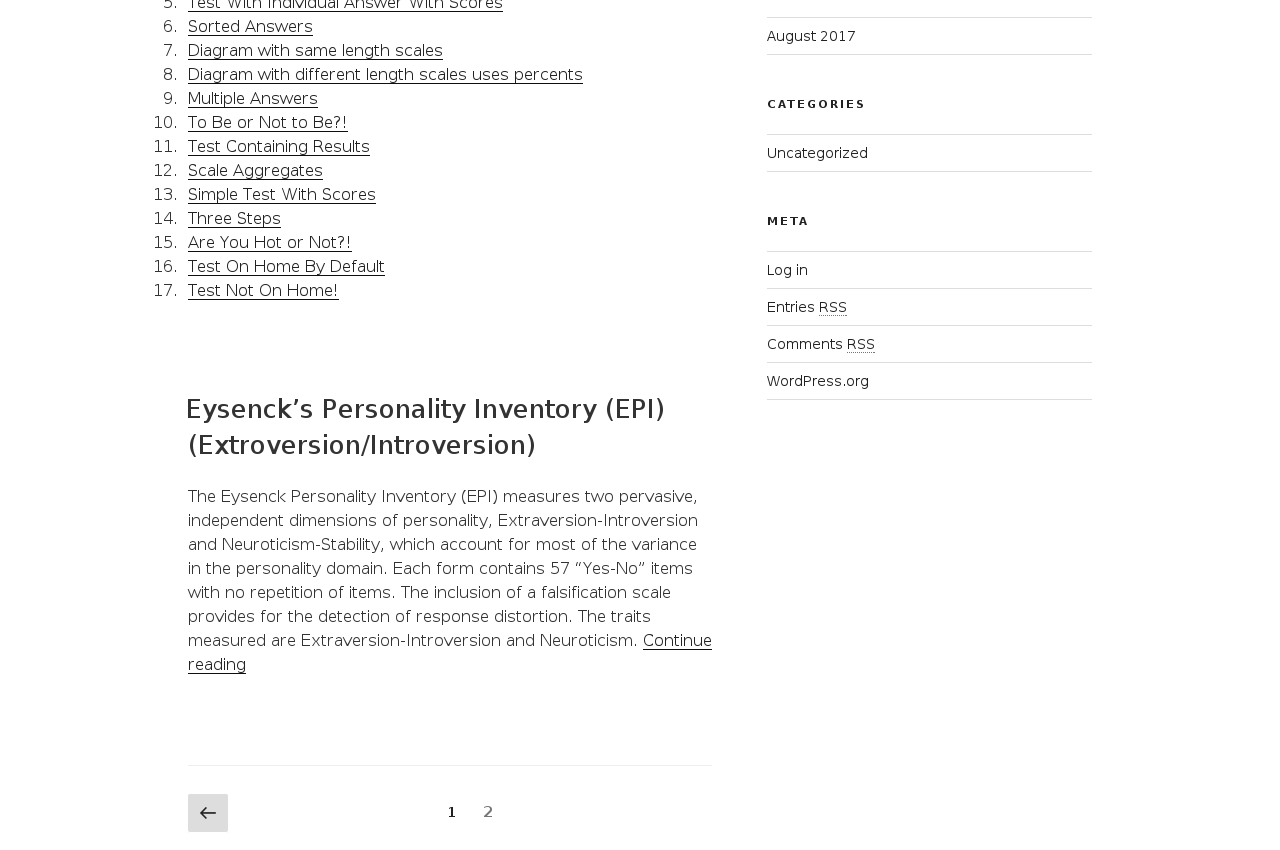 5. Test With Individual Answer With Scores
6. Sorted Answers
7. Diagram with same length scales
8. Diagram with different length scales uses percents
9. Multiple Answers
10. To Be or Not to Be?!
11. Test Containing Results
12. Scale Aggregates
13. Simple Test With Scores
14. Three Steps
15. Are You Hot or Not?!
16. Test On Home By Default
17. Test Not On Home!
Eysenck’s Personality Inventory (EPI)
(Extroversion/Introversion)
The Eysenck Personality Inventory (EPI) measures two pervasive,
independent dimensions of personality, Extraversion-Introversion
and Neuroticism-Stability, which account for most of the variance
in the personality domain. Each form contains 57 “Yes-No” items
with no repetition of items. The inclusion of a falsification scale
provides for the detection of response distortion. The traits
measured are Extraversion-Introversion and Neuroticism. Continue
reading
← 1 2
August 2017
CATEGORIES
Uncategorized
META
Log in
Entries RSS
Comments RSS
WordPress.org